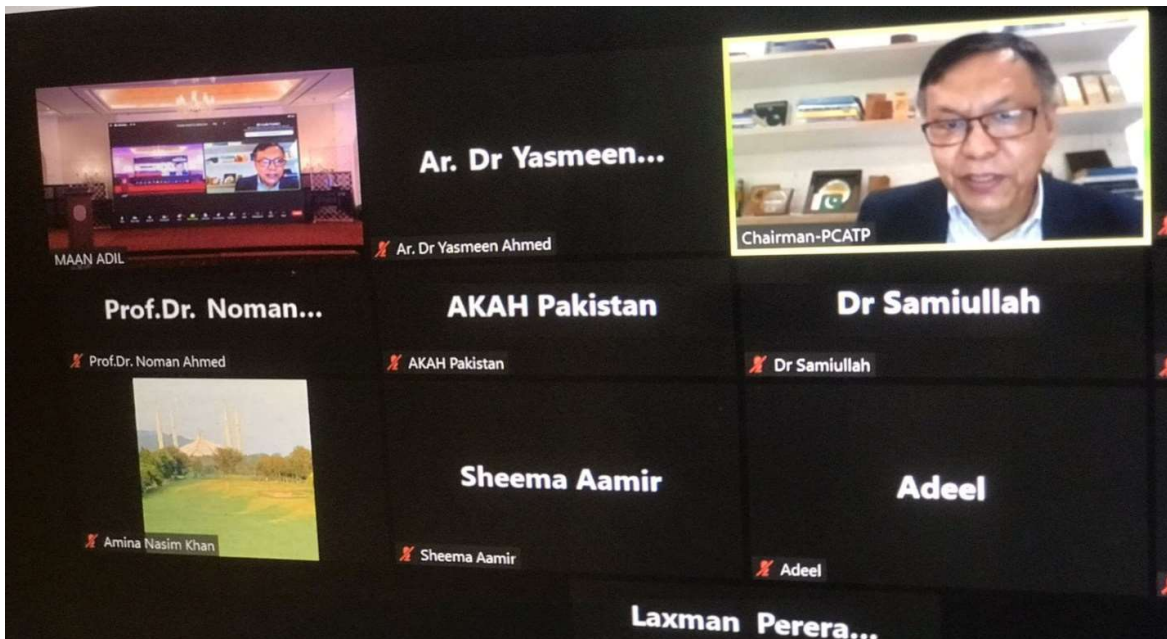 Ar. Dr Yasmeen...
MAAN ADIL
Ar. Dr Yasmeen Ahmed
Chairman-PCATP
Prof.Dr. Noman...
AKAH Pakistan
Dr Samiullah
Prof.Dr. Noman Ahmed
AKAH Pakistan
Dr Samiullah
Sheema Aamir
Adeel
Amina Nasim Khan
Sheema Aamir
Adeel
Laxman Perera...